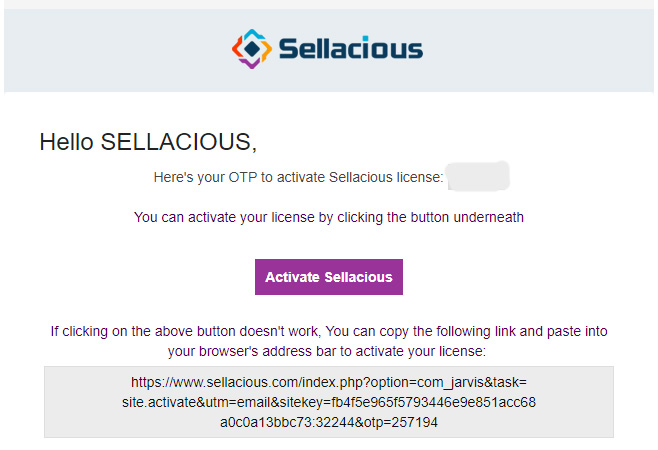 Sellacious
Hello SELLACIOUS,
Here's your OTP to activate Sellacious license:
You can activate your license by clicking the button underneath
Activate Sellacious
If clicking on the above button doesn't work, You can copy the following link and paste into
your browser's address bar to activate your license:
https://www.sellacious.com/index.php?option=com_jarvis&task=
site.activate&utm=email&sitekey=fb4f5e965f5793446e9e851acc68
a0c0a13bbc73:32244&otp=257194